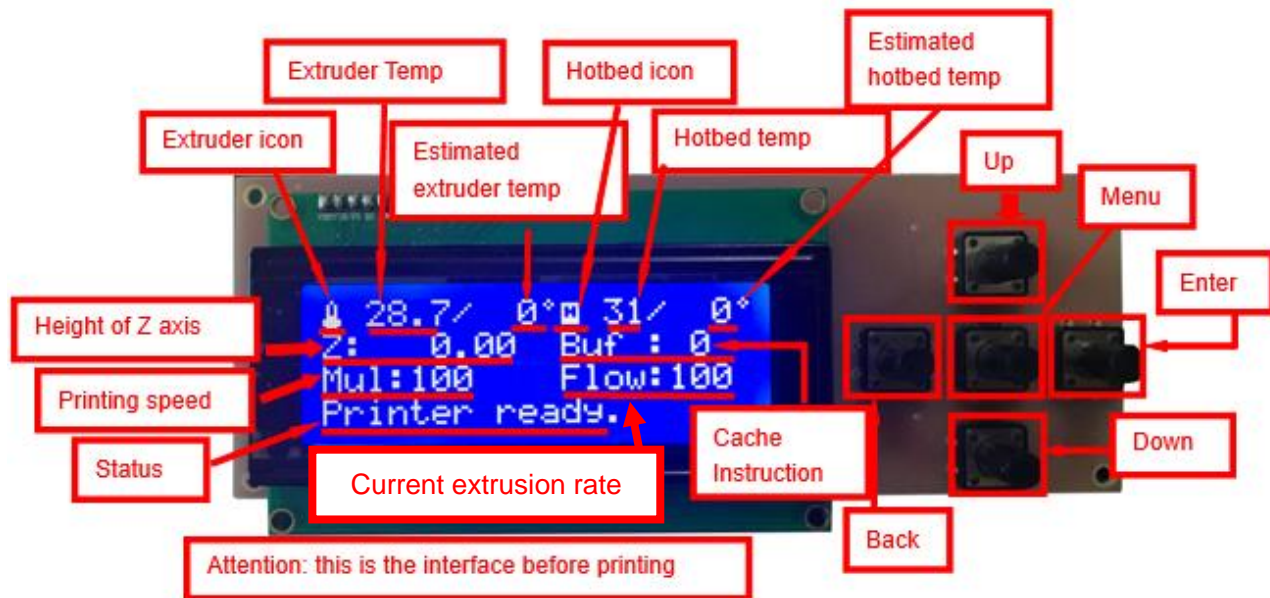 Extruder Temp
Hotbed icon
Estimated
hotbed temp
Extruder icon
Estimated
extruder temp
Hotbed temp
Up
Menu
Enter
Height of Z axis
Printing speed
Status
28.7/ 0° 31/ 0°
Z: 0.00 Buf : 0
Mul:100 Flow:100
Printer ready.
Current extrusion rate
Cache
Instruction
Down
Back
Attention: this is the interface before printing